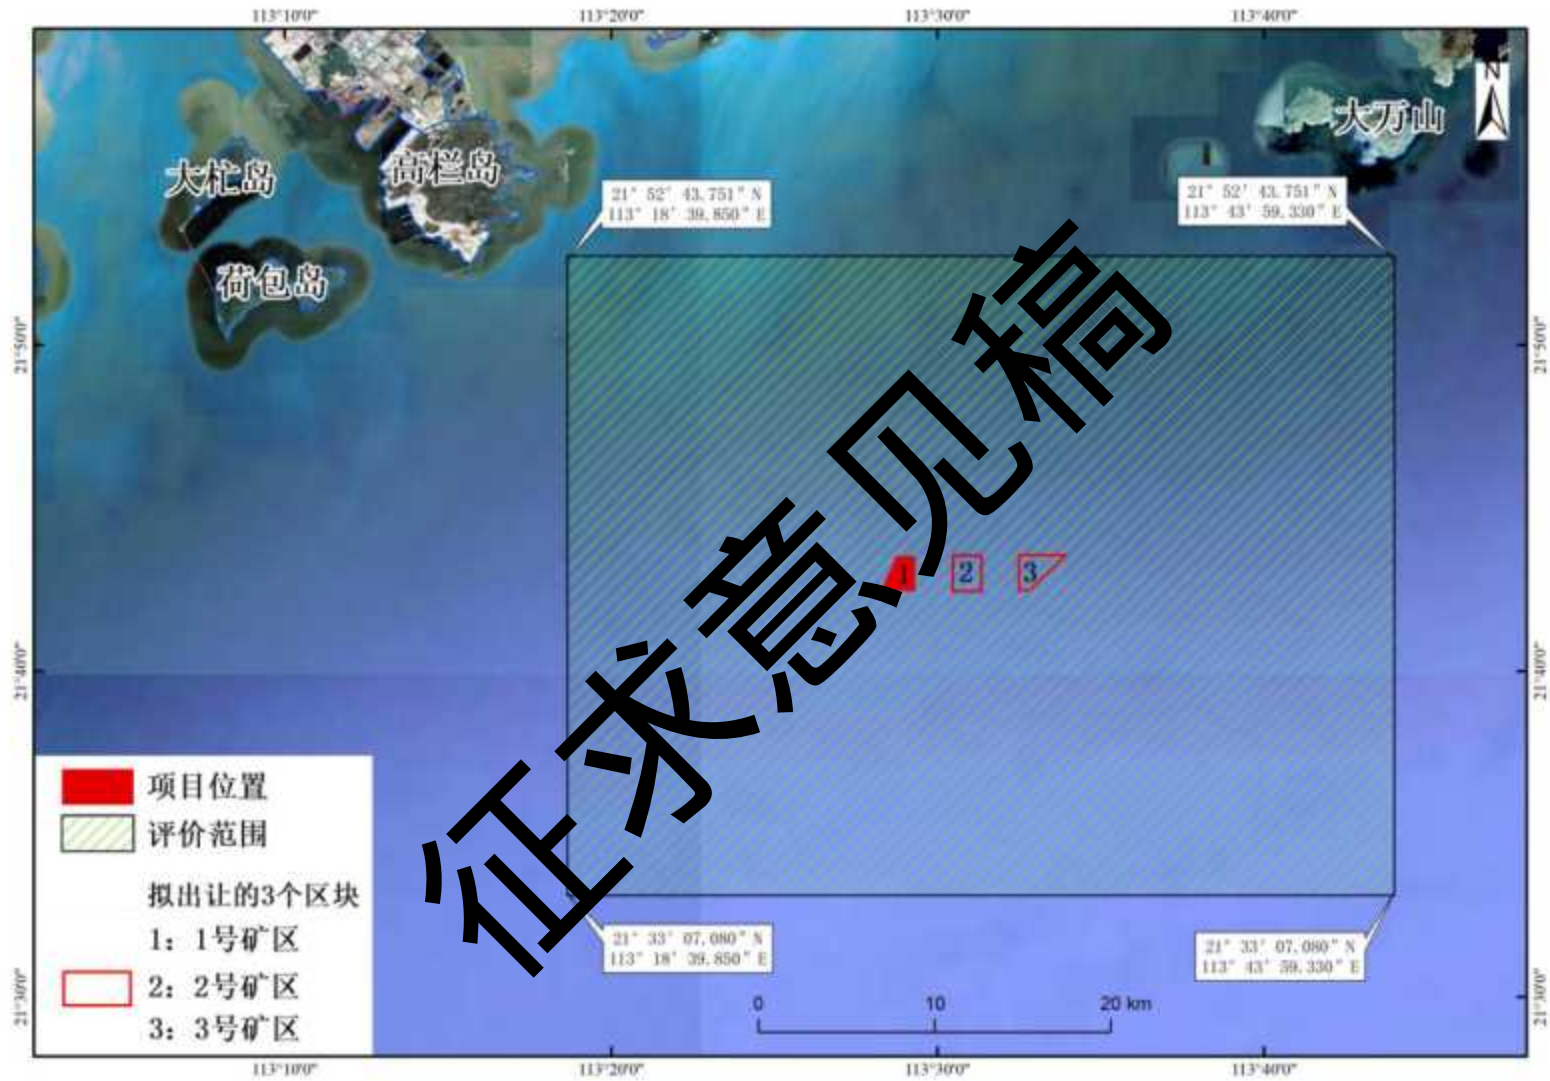 113°10'0" 113°20'0" 113°30'0" 113°40'0"
N
大万山
大杧岛
高栏岛
荷包岛
21° 52′ 43.751″ N
113° 18′ 39.850″ E
21° 52′ 43.751″ N
113° 43′ 59.330″ E
21°50'0"
21°50'0"
征求意见稿
1 2 3
21°40'0"
21°40'0"
项目位置
评价范围
拟出让的3个区块
1：1号矿区
2：2号矿区
3：3号矿区
21° 33′ 07.080″ N
113° 18′ 39.850″ E
21° 33′ 07.080″ N
113° 43′ 59.330″ E
0 10 20 km
21°30'0"
21°30'0"
113°10'0" 113°20'0" 113°30'0" 113°40'0"